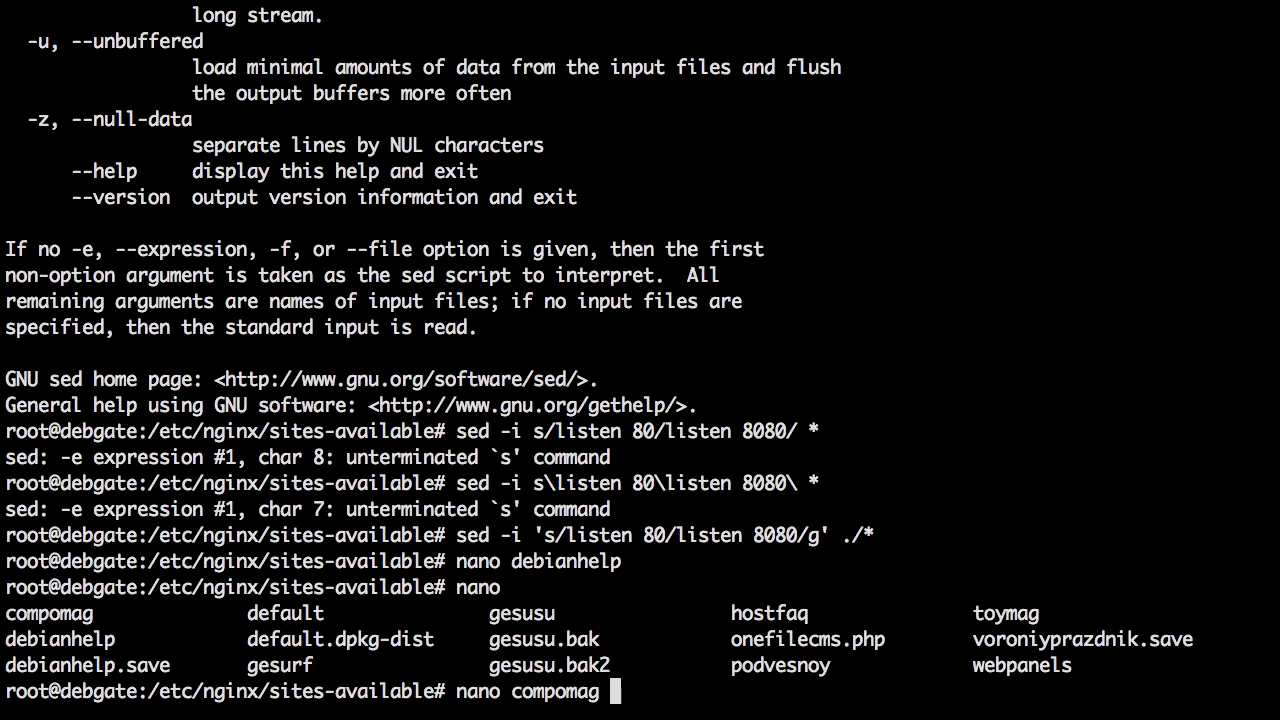 long stream.
-u, --unbuffered
load minimal amounts of data from the input files and flush
the output buffers more often
-z, --null-data
separate lines by NUL characters
--help     display this help and exit
--version  output version information and exit
If no -e, --expression, -f, or --file option is given, then the first
non-option argument is taken as the sed script to interpret.  All
remaining arguments are names of input files; if no input files are
specified, then the standard input is read.
GNU sed home page: <http://www.gnu.org/software/sed/>.
General help using GNU software: <http://www.gnu.org/gethelp/>.
root@debgate:/etc/nginx/sites-available# sed -i s/listen 80/listen 8080/ *
sed: -e expression #1, char 8: unterminated `s' command
root@debgate:/etc/nginx/sites-available# sed -i s\listen 80\listen 8080\ *
sed: -e expression #1, char 7: unterminated `s' command
root@debgate:/etc/nginx/sites-available# sed -i 's/listen 80/listen 8080/g' ./*
root@debgate:/etc/nginx/sites-available# nano debianhelp
root@debgate:/etc/nginx/sites-available# nano
compomag              default               gesusu                hostfaq               toymag
debianhelp            default.dpkg-dist     gesusu.bak            onefilecms.php        voroniyprazdnik.save
debianhelp.save       gesurf                gesusu.bak2           podvesnoy             webpanels
root@debgate:/etc/nginx/sites-available# nano compomag